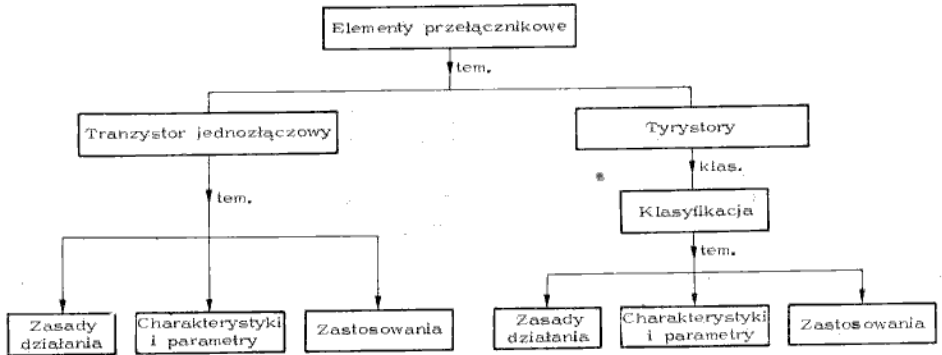 Elementy przełącznikowe
tem.
Tranzystor jednozłączowy
Tyrystory
klas.
Klasyfikacja
tem.
tem.
Zasady
działania
Charakterystyki
i parametry
Zastosowania
Zasady
działania
Charakterystyki
i parametry
Zastosowania